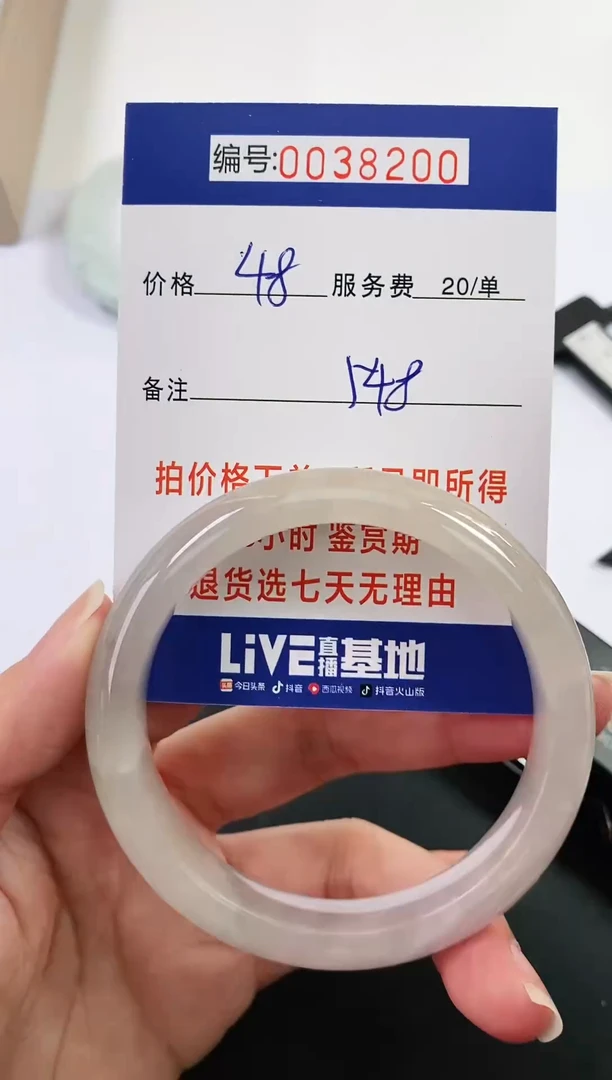 编号:0038200
价格 48 服务费 20/单
备注 148
拍价格下单 所得
小时 鉴赏期
退货选七天无理由
LiVE直播基地
今日头条 抖音 西瓜视频 抖音火山版